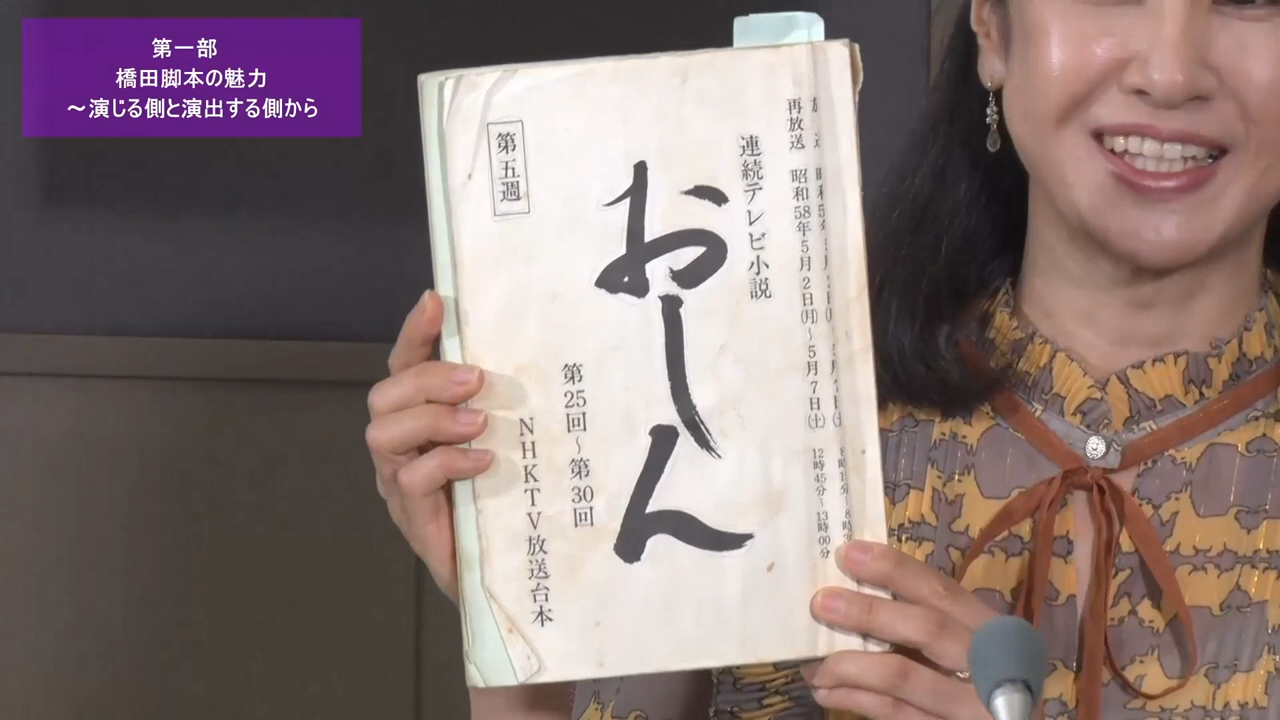 第一部
橋田脚本の魅力
～演じる側と演出する側から
再放送 昭和58年5月2日(月)～5月7日(土) 12時45分～13時00分
連続テレビ小説
おしん
第五週
第25回～第30回
NHKTV放送台本